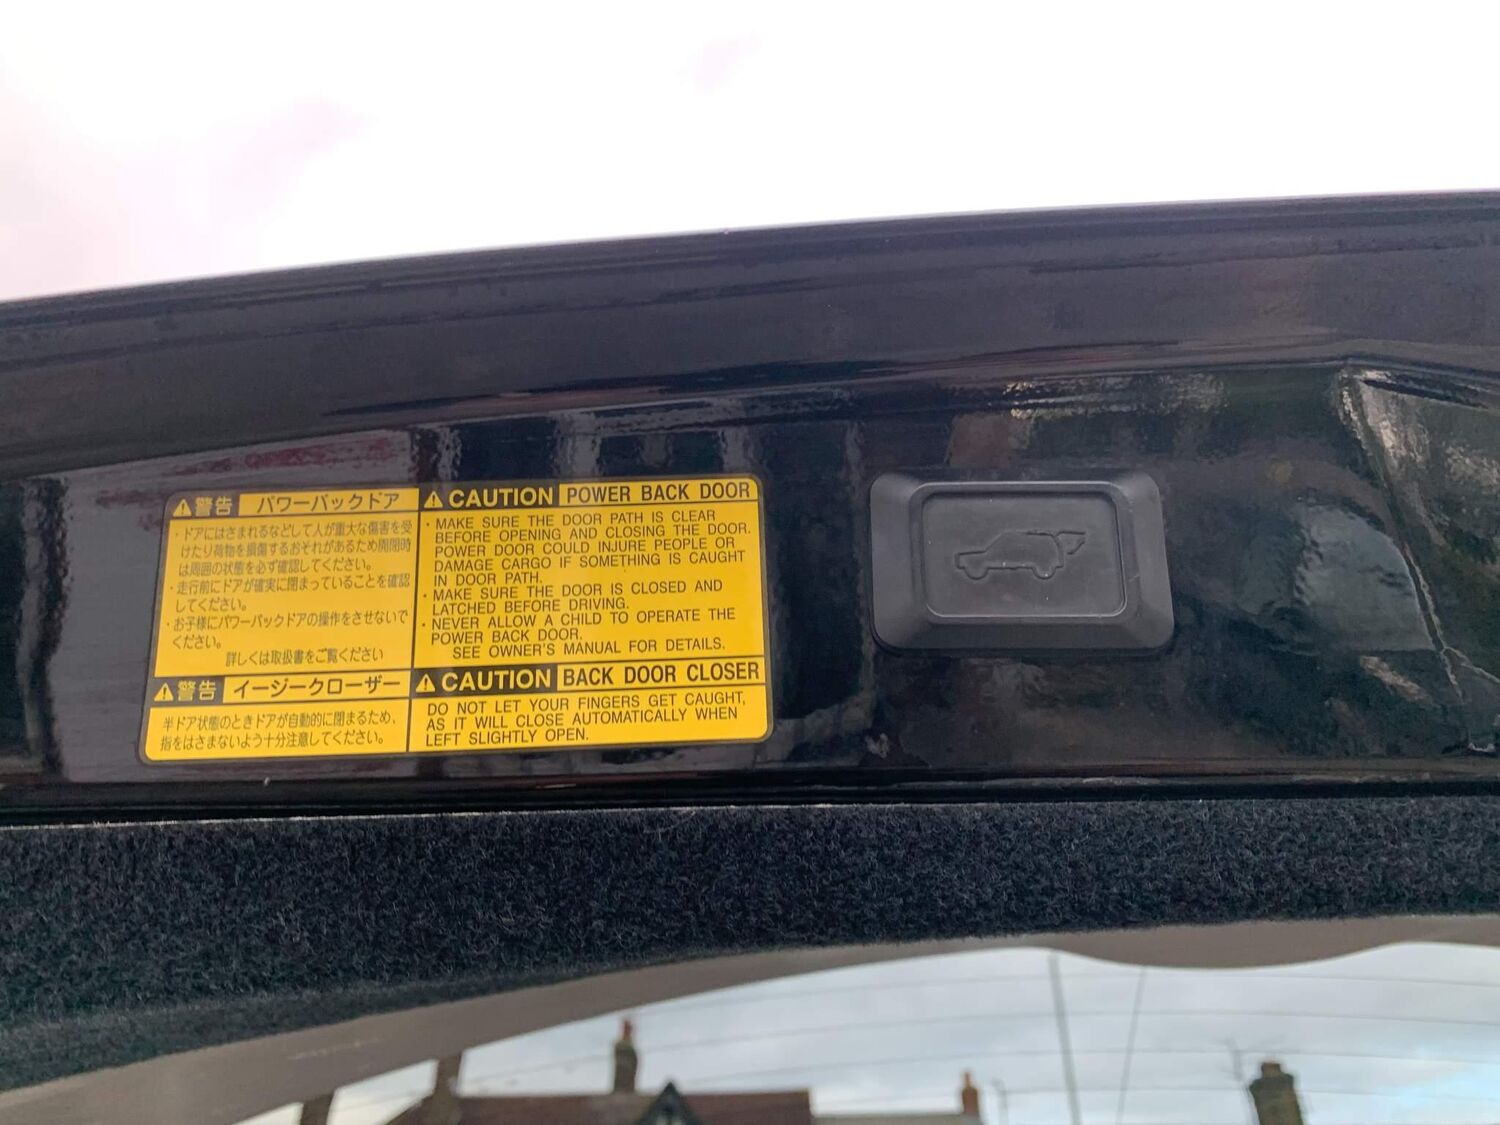 警告 パワーバックドア
・ドアにはさまれるなどして人が重大な傷害を受
けたり荷物を損傷するおそれがあるため開閉時
は周囲の状態を必ず確認してください。
・走行前にドアが確実に閉まっていることを確認
してください。
・お子様にパワーバックドアの操作をさせないで
ください。
詳しくは取扱書をご覧ください
警告 イージークローザー
半ドア状態のときドアが自動的に閉まるため、
指をはさまないよう十分注意してください。
CAUTION POWER BACK DOOR
・MAKE SURE THE DOOR PATH IS CLEAR
BEFORE OPENING AND CLOSING THE DOOR.
POWER DOOR COULD INJURE PEOPLE OR
DAMAGE CARGO IF SOMETHING IS CAUGHT
IN DOOR PATH.
・MAKE SURE THE DOOR IS CLOSED AND
LATCHED BEFORE DRIVING.
・NEVER ALLOW A CHILD TO OPERATE THE
POWER BACK DOOR.
SEE OWNER'S MANUAL FOR DETAILS.
CAUTION BACK DOOR CLOSER
DO NOT LET YOUR FINGERS GET CAUGHT,
AS IT WILL CLOSE AUTOMATICALLY WHEN
LEFT SLIGHTLY OPEN.